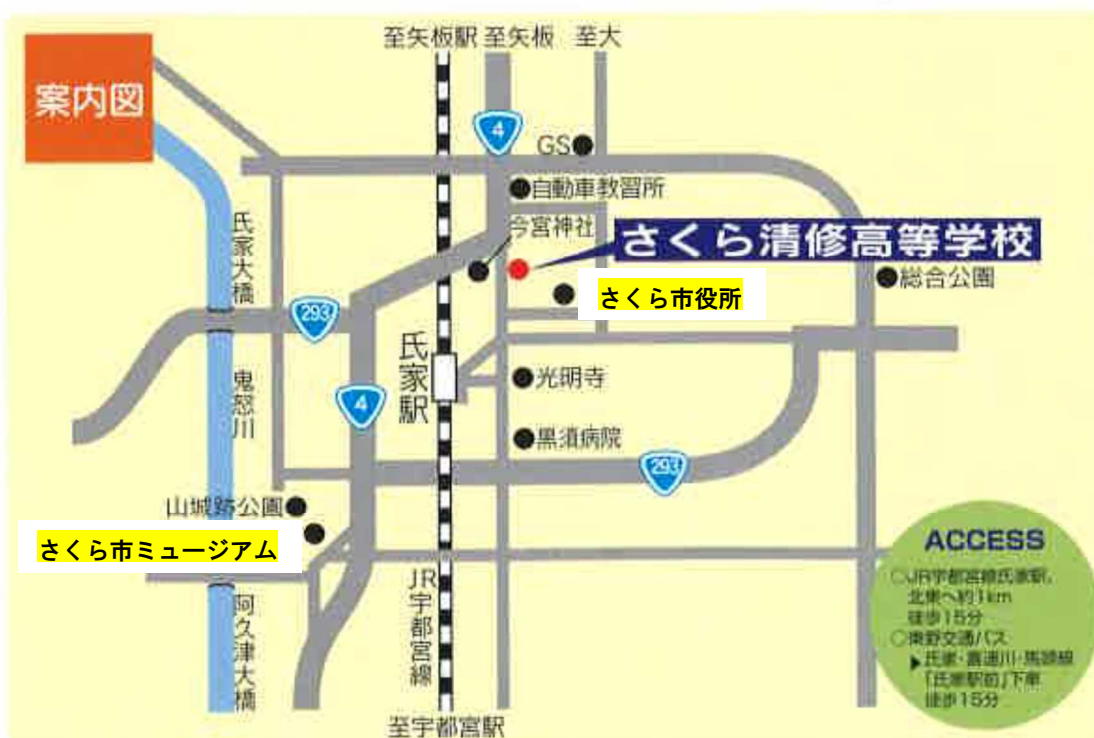 案内図
至矢板駅
至矢板
至大
4
GS
自動車教習所
今宮神社
さくら清修高等学校
さくら市役所
総合公園
氏家大橋
293
氏家駅
鬼怒川
4
光明寺
黒須病院
293
山城跡公園
さくら市ミュージアム
JR宇都宮線
阿久津大橋
至宇都宮駅
ACCESS
○JR宇都宮線氏家駅、
北東へ約1km
徒歩15分
○東野交通バス
▶氏家・喜連川・馬頭線
「氏家駅前」下車
徒歩15分